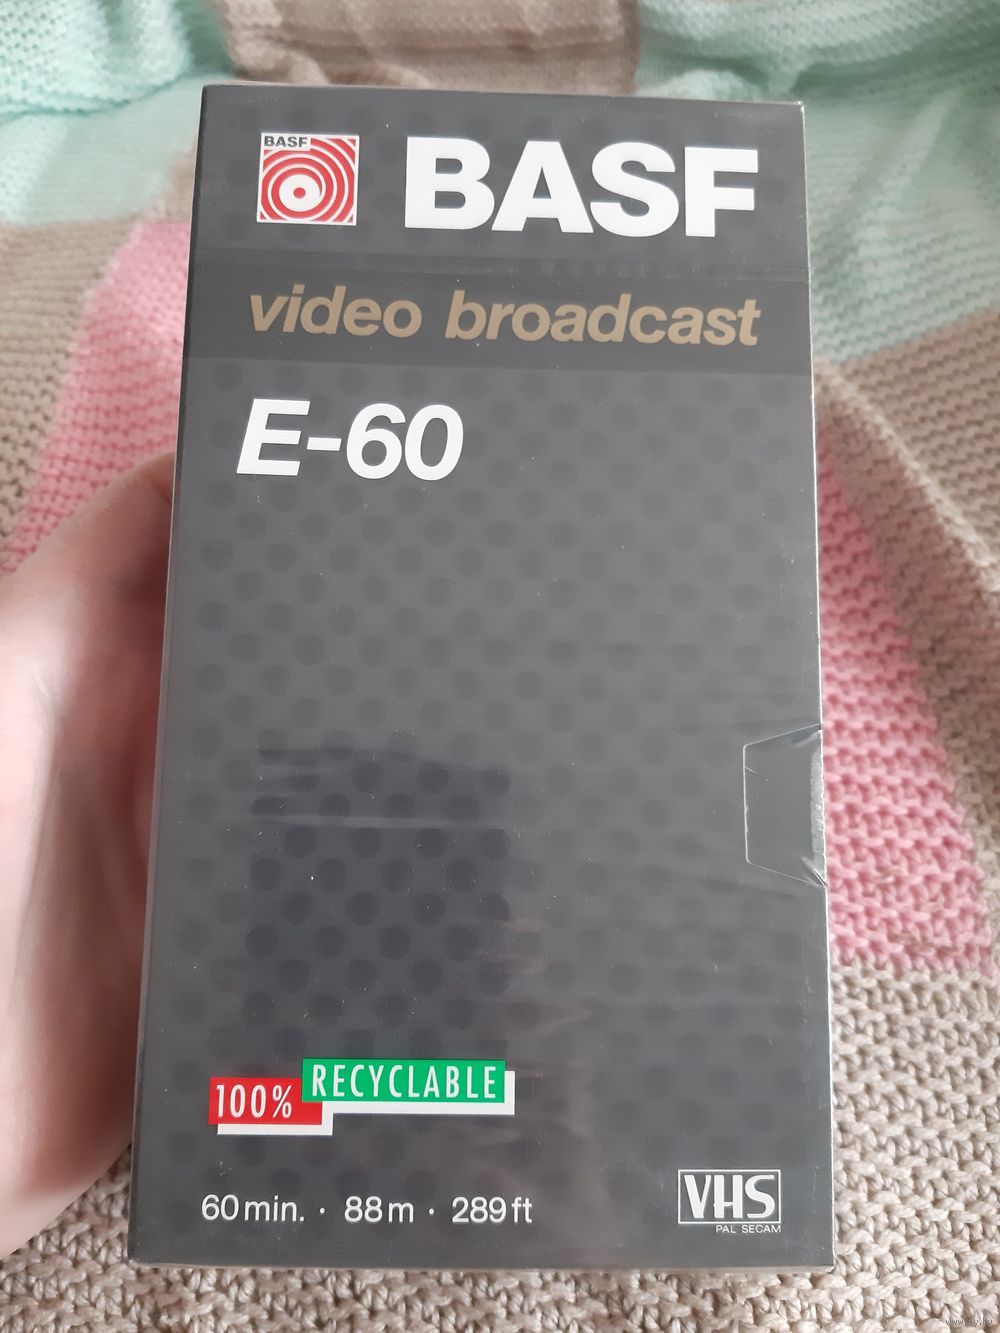 BASF
BASF
video broadcast
E-60
100% RECYCLABLE
60 min. · 88 m · 289 ft
VHS
PAL SECAM